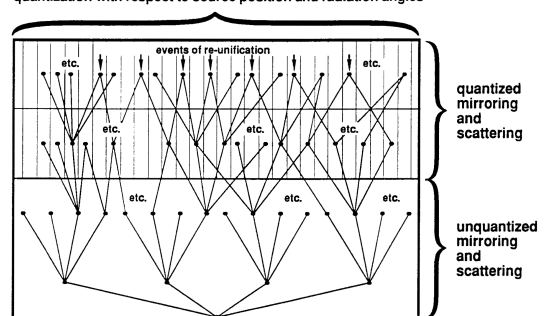 quantization with respect to source position and radiation angles
events of re-unification
etc.
etc.
quantized
mirroring
and
scattering
etc.
etc.
etc.
etc.
etc.
unquantized
mirroring
and
scattering